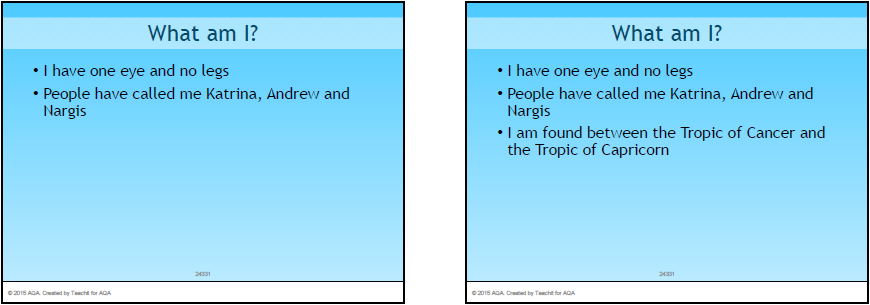 What am I?
• I have one eye and no legs
• People have called me Katrina, Andrew and
Nargis
24331
© 2015 AQA. Created by Teachit for AQA
What am I?
• I have one eye and no legs
• People have called me Katrina, Andrew and
Nargis
• I am found between the Tropic of Cancer and
the Tropic of Capricorn
24331
© 2015 AQA. Created by Teachit for AQA